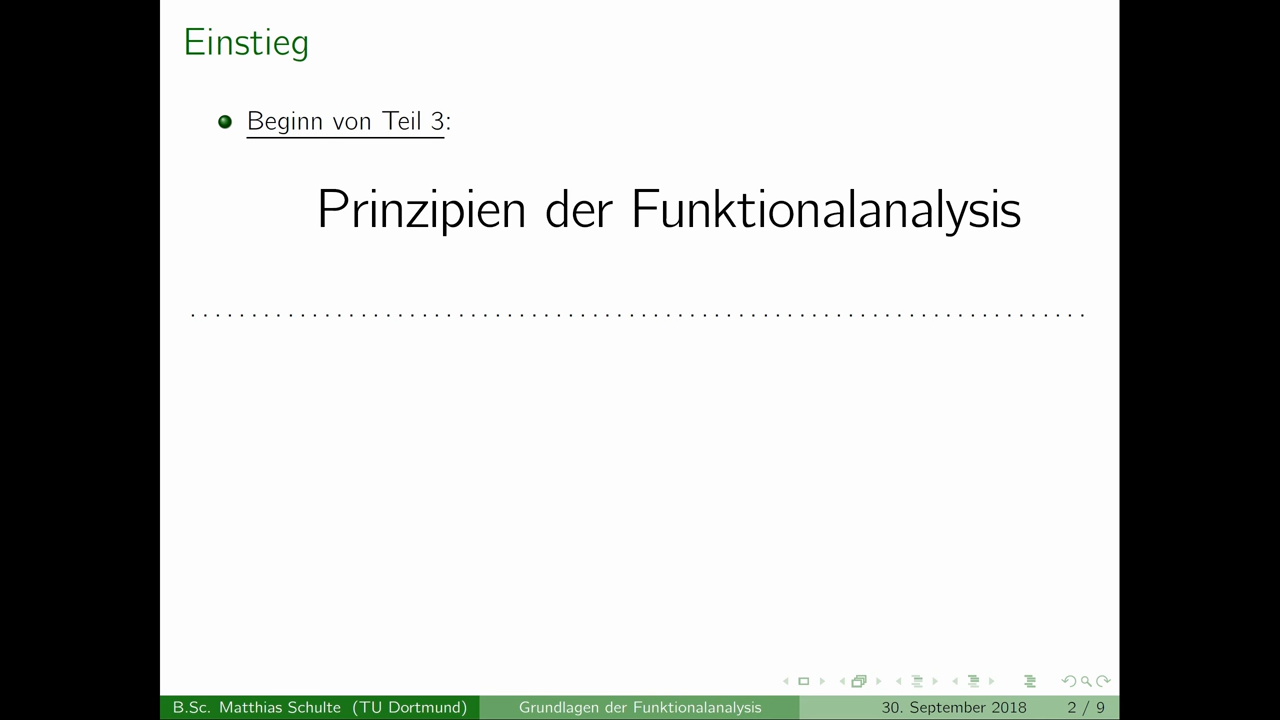 Einstieg
Beginn von Teil 3:
Prinzipien der Funktionalanalysis
B.Sc. Matthias Schulte (TU Dortmund) Grundlagen der Funktionalanalysis 30. September 2018 2 / 9